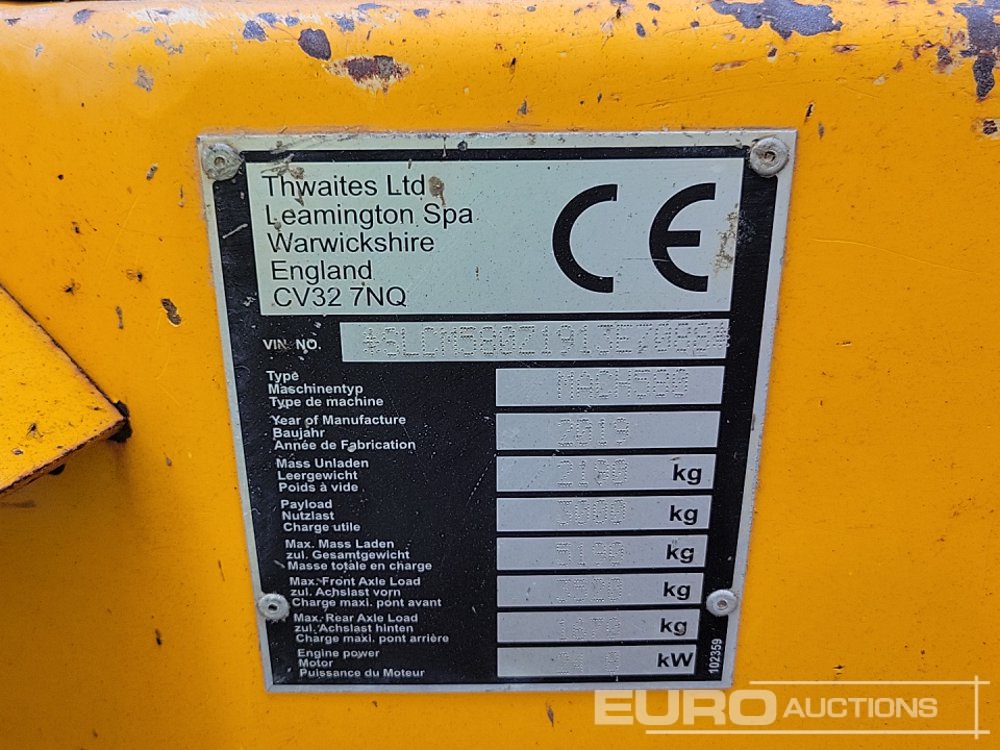 Thwaites Ltd
Leamington Spa
Warwickshire
England
CV32 7NQ
CE
VIN. NO.
Type
Maschinentyp
Type de machine
MACH580
Year of Manufacture
Baujahr
Année de Fabrication
2019
Mass Unladen
Leergewicht
Poids à vide
kg
Payload
Nutzlast
Charge utile
3000 kg
Max. Mass Laden
zul. Gesamtgewicht
Masse totale en charge
kg
Max. Front Axle Load
zul. Achslast vorn
Charge maxi. pont avant
kg
Max. Rear Axle Load
zul. Achslast hinten
Charge maxi. pont arrière
kg
Engine power
Motor
Puissance du Moteur
kW
102359
EURO AUCTIONS